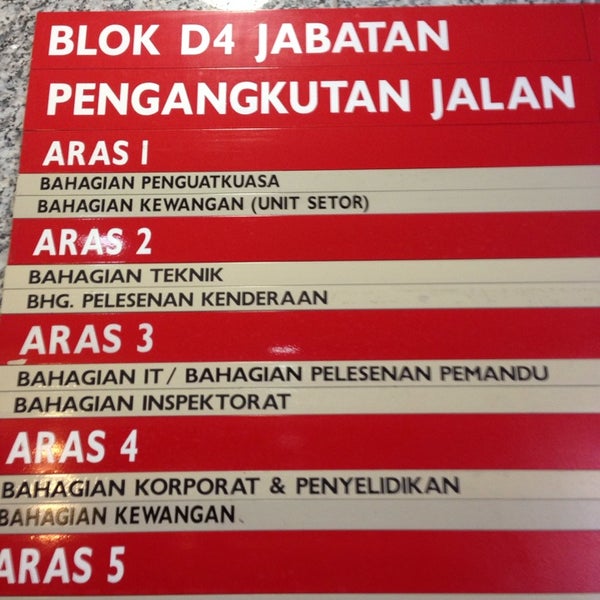 BLOK D4 JABATAN
PENGANGKUTAN JALAN
ARAS 1
BAHAGIAN PENGUATKUASA
BAHAGIAN KEWANGAN (UNIT SETOR)
ARAS 2
BAHAGIAN TEKNIK
BHG. PELESENAN KENDERAAN
ARAS 3
BAHAGIAN IT / BAHAGIAN PELESENAN PEMANDU
BAHAGIAN INSPEKTORAT
ARAS 4
BAHAGIAN KORPORAT & PENYELIDIKAN
BAHAGIAN KEWANGAN
ARAS 5